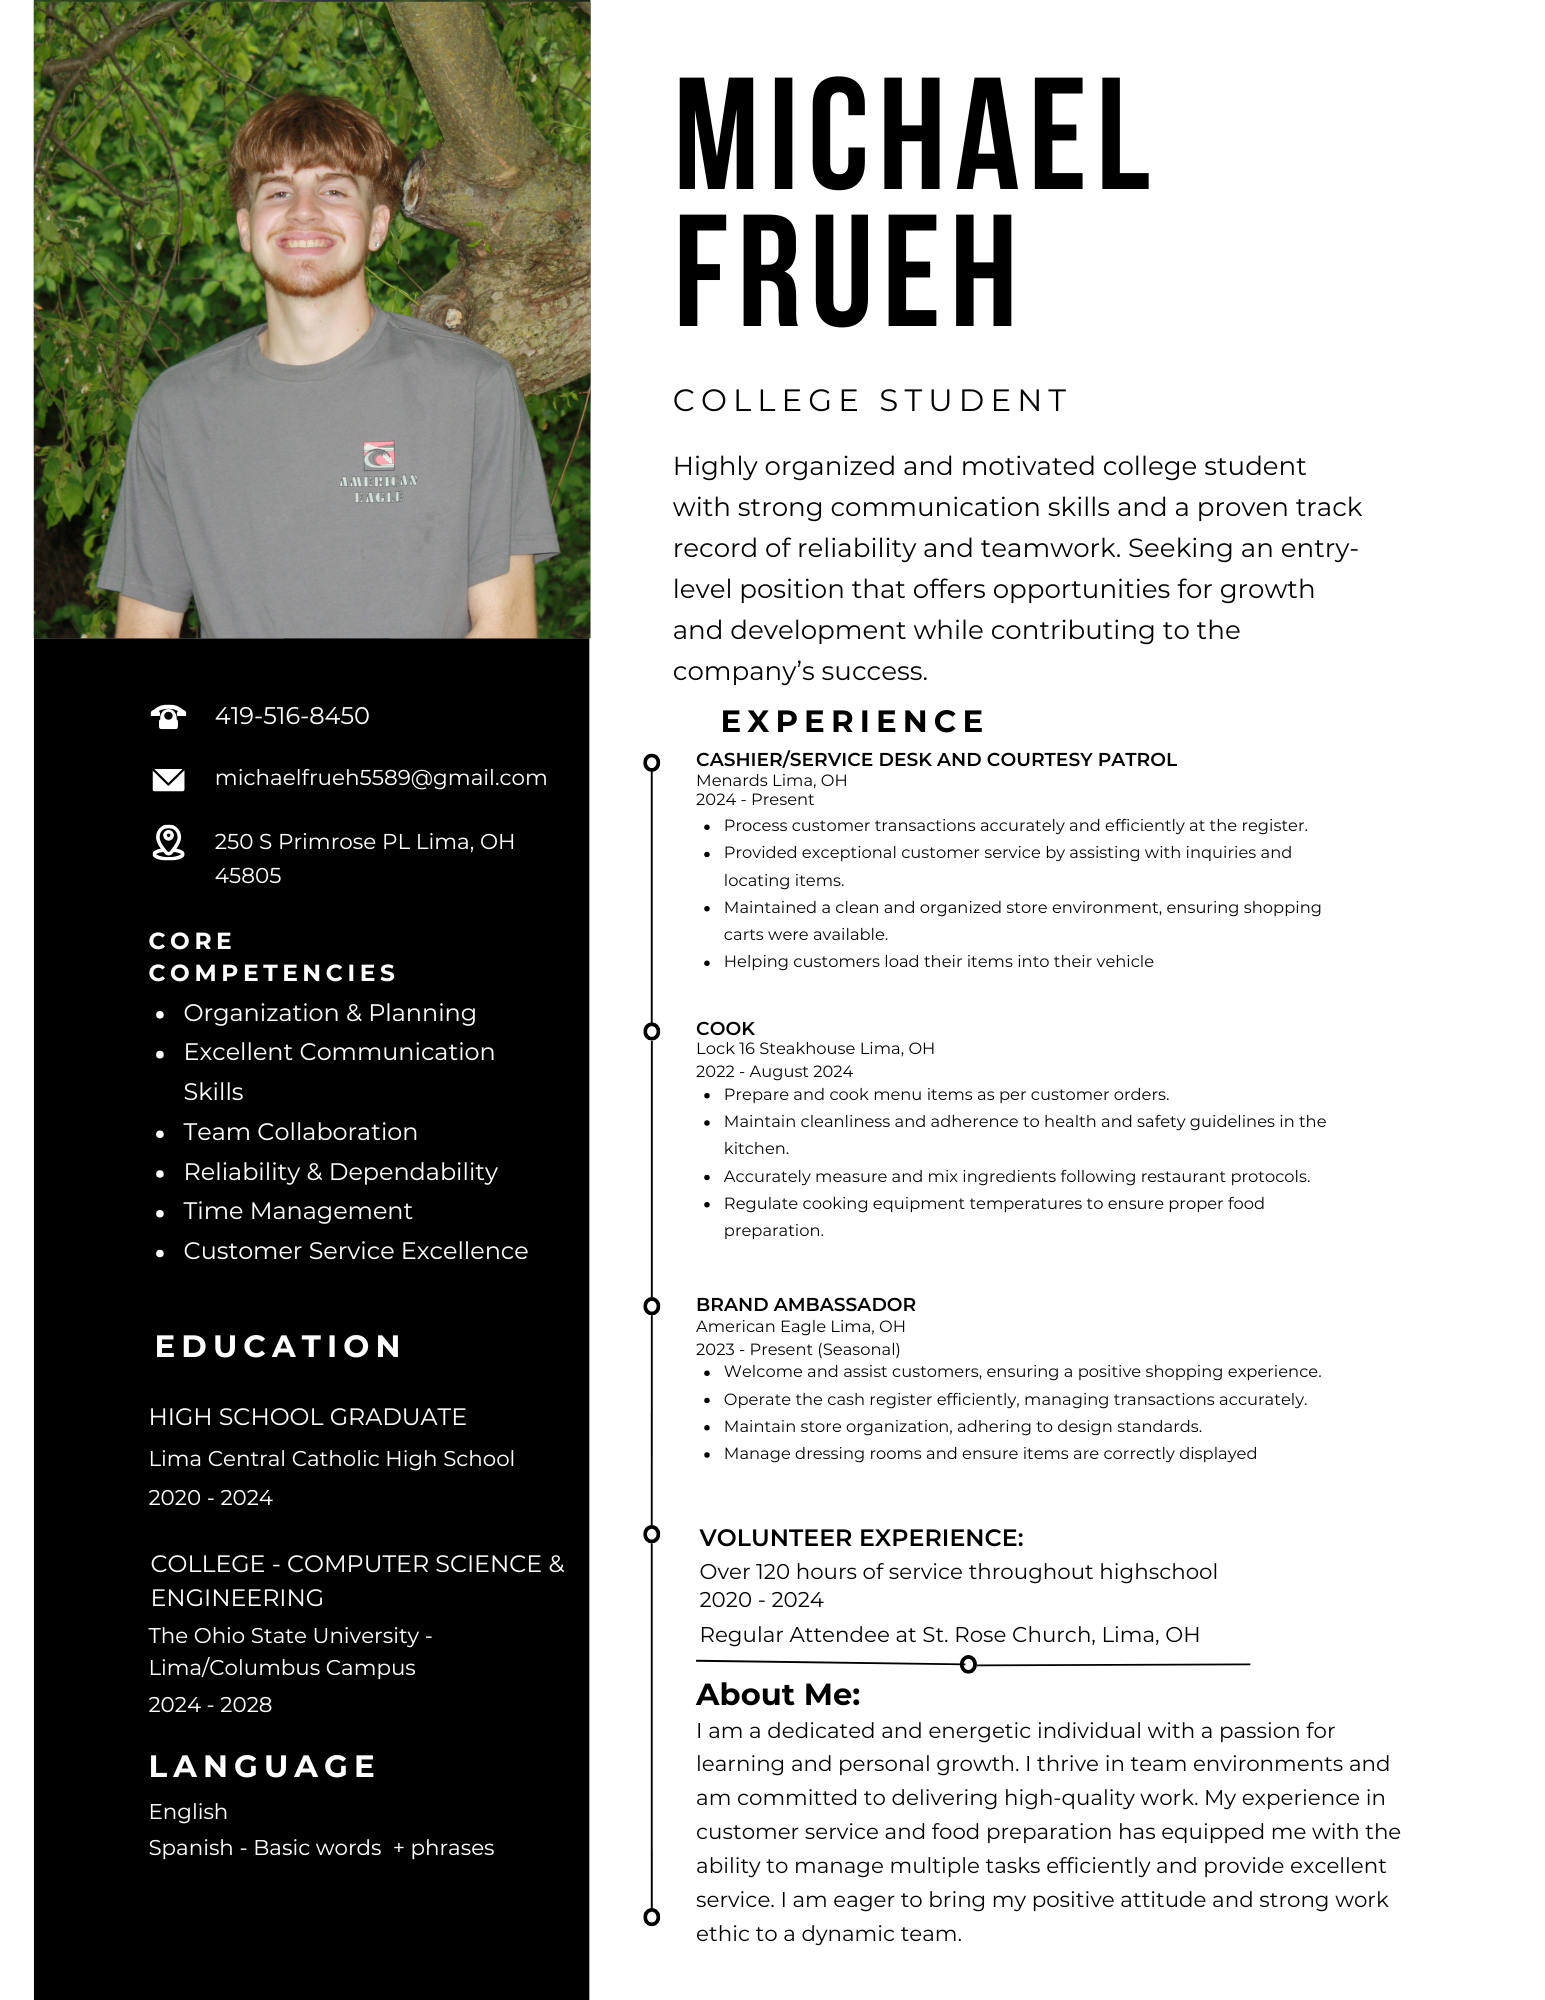 MICHAEL
FRUEH
COLLEGE STUDENT
Highly organized and motivated college student
with strong communication skills and a proven track
record of reliability and teamwork. Seeking an entry-
level position that offers opportunities for growth
and development while contributing to the
company’s success.
AMERICAN
EAGLE
419-516-8450
michaelfrueh5589@gmail.com
250 S Primrose PL Lima, OH
45805
CORE
COMPETENCIES
• Organization & Planning
• Excellent Communication
Skills
• Team Collaboration
• Reliability & Dependability
• Time Management
• Customer Service Excellence
EDUCATION
HIGH SCHOOL GRADUATE
Lima Central Catholic High School
2020 - 2024
COLLEGE - COMPUTER SCIENCE &
ENGINEERING
The Ohio State University -
Lima/Columbus Campus
2024 - 2028
LANGUAGE
English
Spanish - Basic words + phrases
EXPERIENCE
CASHIER/SERVICE DESK AND COURTESY PATROL
Menards Lima, OH
2024 - Present
• Process customer transactions accurately and efficiently at the register.
• Provided exceptional customer service by assisting with inquiries and
locating items.
• Maintained a clean and organized store environment, ensuring shopping
carts were available.
• Helping customers load their items into their vehicle
COOK
Lock 16 Steakhouse Lima, OH
2022 - August 2024
• Prepare and cook menu items as per customer orders.
• Maintain cleanliness and adherence to health and safety guidelines in the
kitchen.
• Accurately measure and mix ingredients following restaurant protocols.
• Regulate cooking equipment temperatures to ensure proper food
preparation.
BRAND AMBASSADOR
American Eagle Lima, OH
2023 - Present (Seasonal)
• Welcome and assist customers, ensuring a positive shopping experience.
• Operate the cash register efficiently, managing transactions accurately.
• Maintain store organization, adhering to design standards.
• Manage dressing rooms and ensure items are correctly displayed
VOLUNTEER EXPERIENCE:
Over 120 hours of service throughout highschool
2020 - 2024
Regular Attendee at St. Rose Church, Lima, OH
About Me:
I am a dedicated and energetic individual with a passion for
learning and personal growth. I thrive in team environments and
am committed to delivering high-quality work. My experience in
customer service and food preparation has equipped me with the
ability to manage multiple tasks efficiently and provide excellent
service. I am eager to bring my positive attitude and strong work
ethic to a dynamic team.